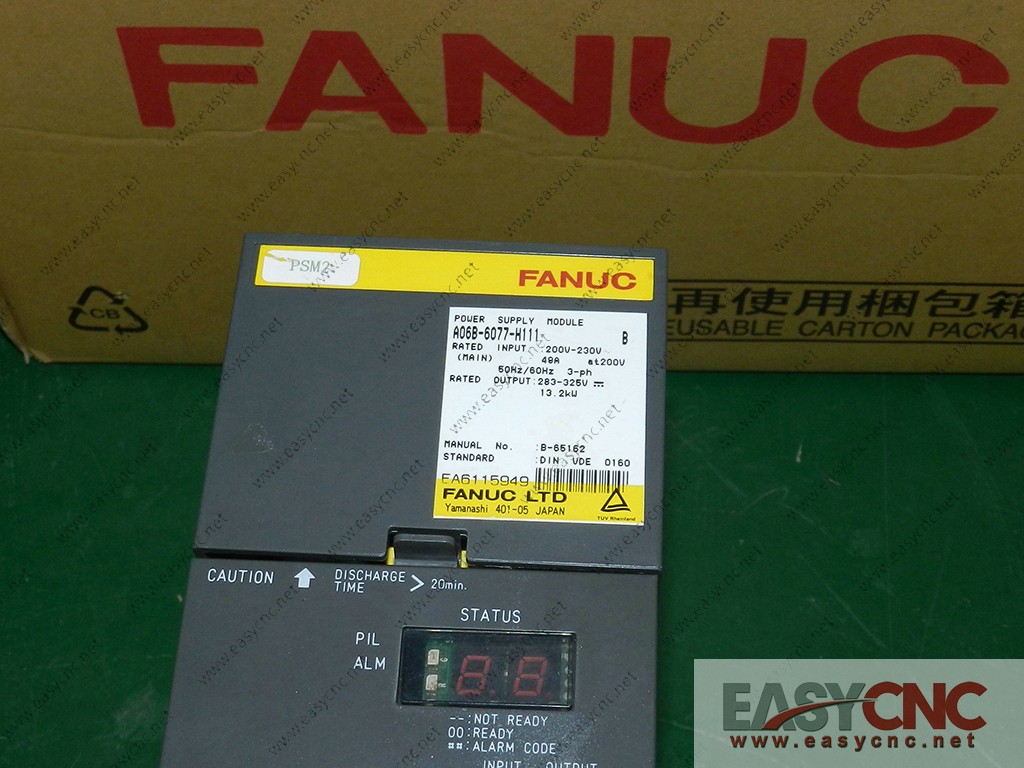 FANUC
CB
再使用梱包箱
EUSABLE CARTON PACKAG
PSM2
FANUC
POWER SUPPLY MODULE
A06B-6077-H111 B
RATED INPUT :200V-230V
(MAIN) 49A at200V
50Hz/60Hz 3-ph
RATED OUTPUT:283-325V
13.2kW
MANUAL No. :B-65162
STANDARD :DIN VDE 0160
EA6115949
FANUC LTD
Yamanashi 401-05 JAPAN
TUV Rheinland
CAUTION DISCHARGE TIME > 20min.
STATUS
PIL
ALM
8.8.
--:NOT READY
00:READY
##:ALARM CODE
INPUT OUTPUT
EASYCNC
www.easycnc.net